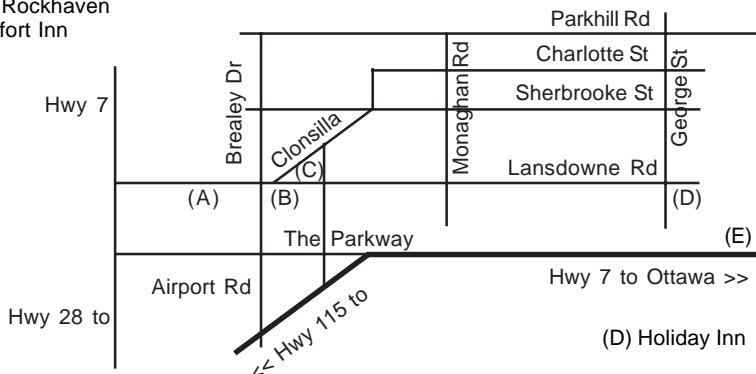 Rockhaven
fort Inn
Parkhill Rd
Charlotte St
Hwy 7
Sherbrooke St
Brealey Dr
Clonsilla
Monaghan Rd
George St
(C)
Lansdowne Rd
(A)
(B)
(D)
The Parkway
(E)
Airport Rd
Hwy 7 to Ottawa >>
Hwy 28 to
<< Hwy 115 to
(D) Holiday Inn